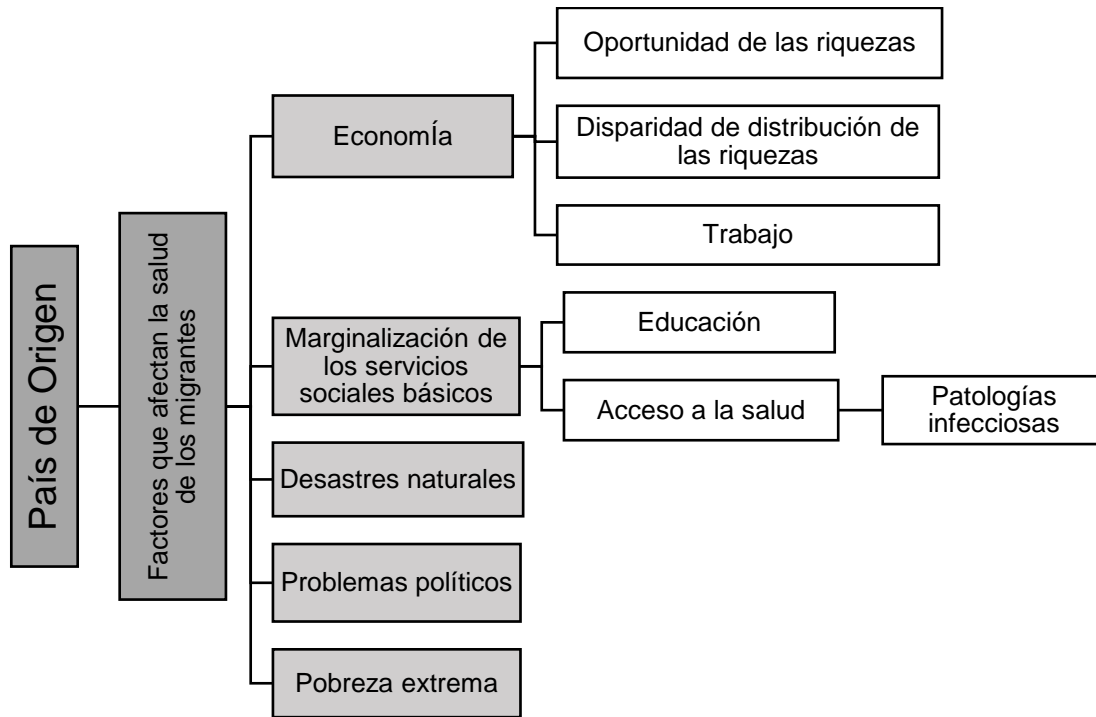 País de Origen
Factores que afectan la salud
de los migrantes
EconomÍa
Oportunidad de las riquezas
Disparidad de distribución de
las riquezas
Trabajo
Marginalización de
los servicios
sociales básicos
Educación
Acceso a la salud
Patologías
infecciosas
Desastres naturales
Problemas políticos
Pobreza extrema